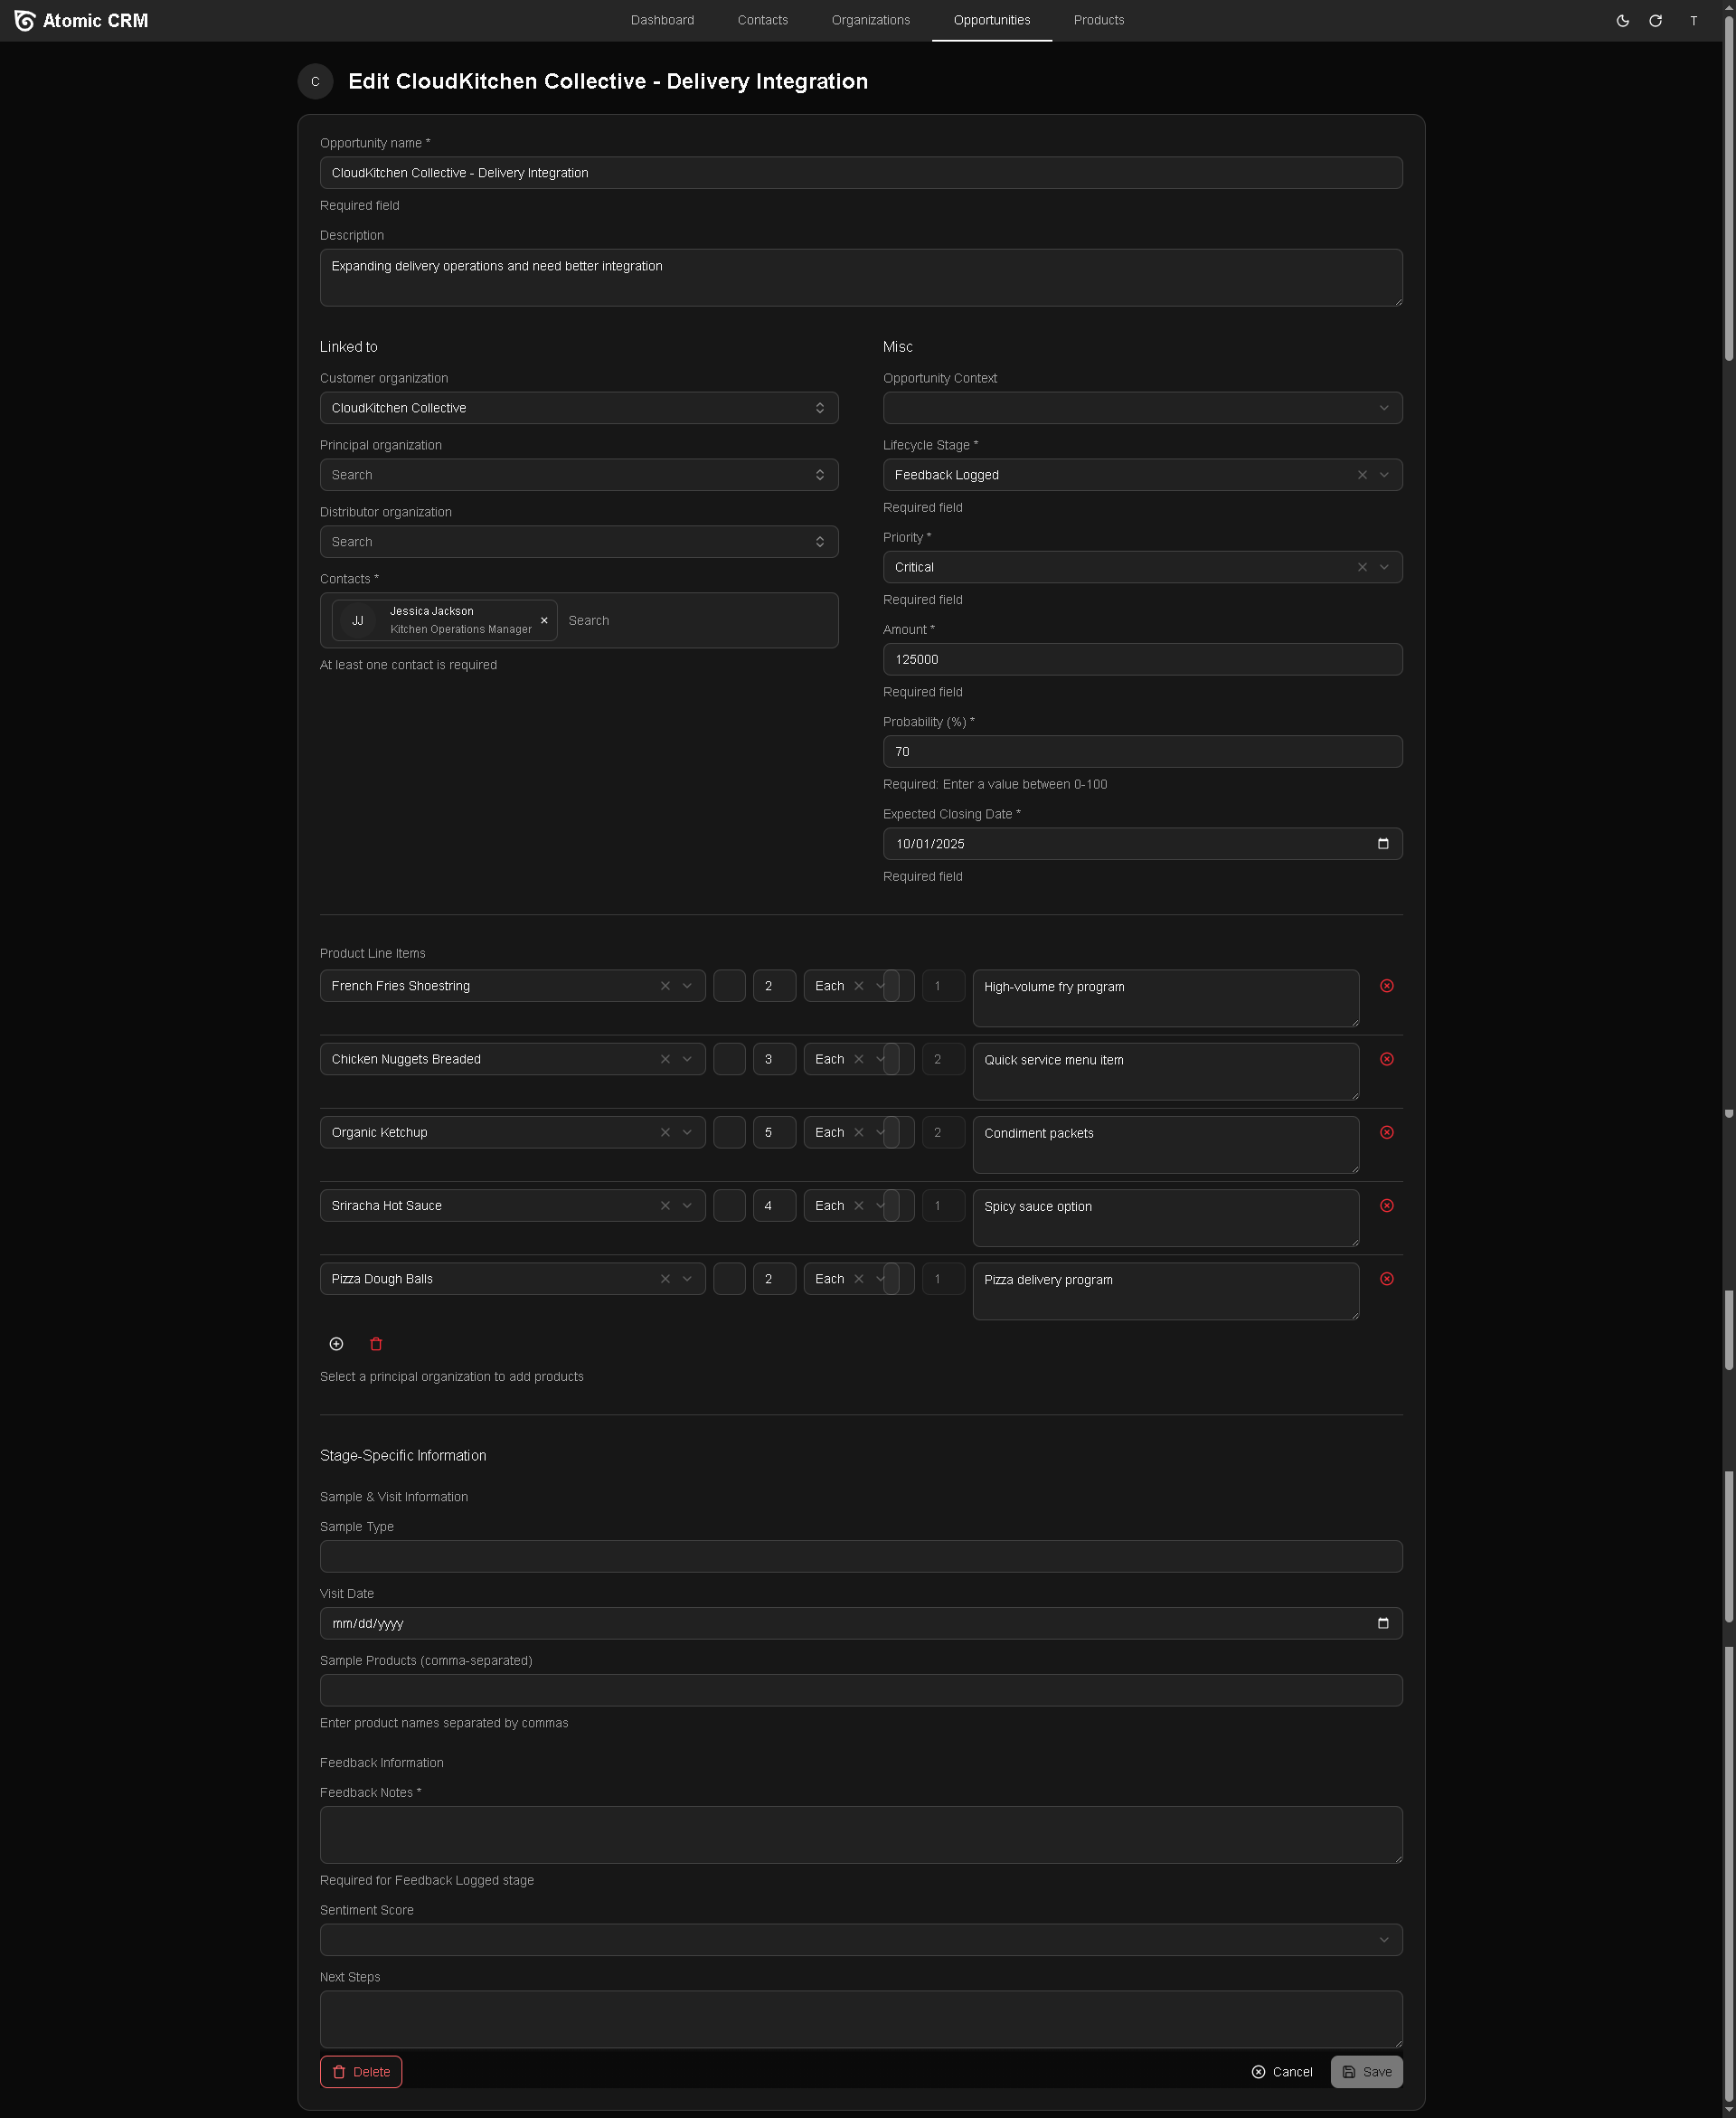 Atomic CRM
Dashboard
Contacts
Organizations
Opportunities
Products
T
C
Edit CloudKitchen Collective - Delivery Integration
Opportunity name *
CloudKitchen Collective - Delivery Integration
Required field
Description
Expanding delivery operations and need better integration
Linked to
Customer organization
CloudKitchen Collective
Principal organization
Search
Distributor organization
Search
Contacts *
JJ
Jessica Jackson
Kitchen Operations Manager
Search
At least one contact is required
Misc
Opportunity Context
Lifecycle Stage *
Feedback Logged
Required field
Priority *
Critical
Required field
Amount *
125000
Required field
Probability (%) *
70
Required: Enter a value between 0-100
Expected Closing Date *
10/01/2025
Required field
Product Line Items
French Fries Shoestring 2 Each 1 High-volume fry program
Chicken Nuggets Breaded 3 Each 2 Quick service menu item
Organic Ketchup 5 Each 2 Condiment packets
Sriracha Hot Sauce 4 Each 1 Spicy sauce option
Pizza Dough Balls 2 Each 1 Pizza delivery program
Select a principal organization to add products
Stage-Specific Information
Sample & Visit Information
Sample Type
Visit Date
mm/dd/yyyy
Sample Products (comma-separated)
Enter product names separated by commas
Feedback Information
Feedback Notes *
Required for Feedback Logged stage
Sentiment Score
Next Steps
Delete
Cancel
Save